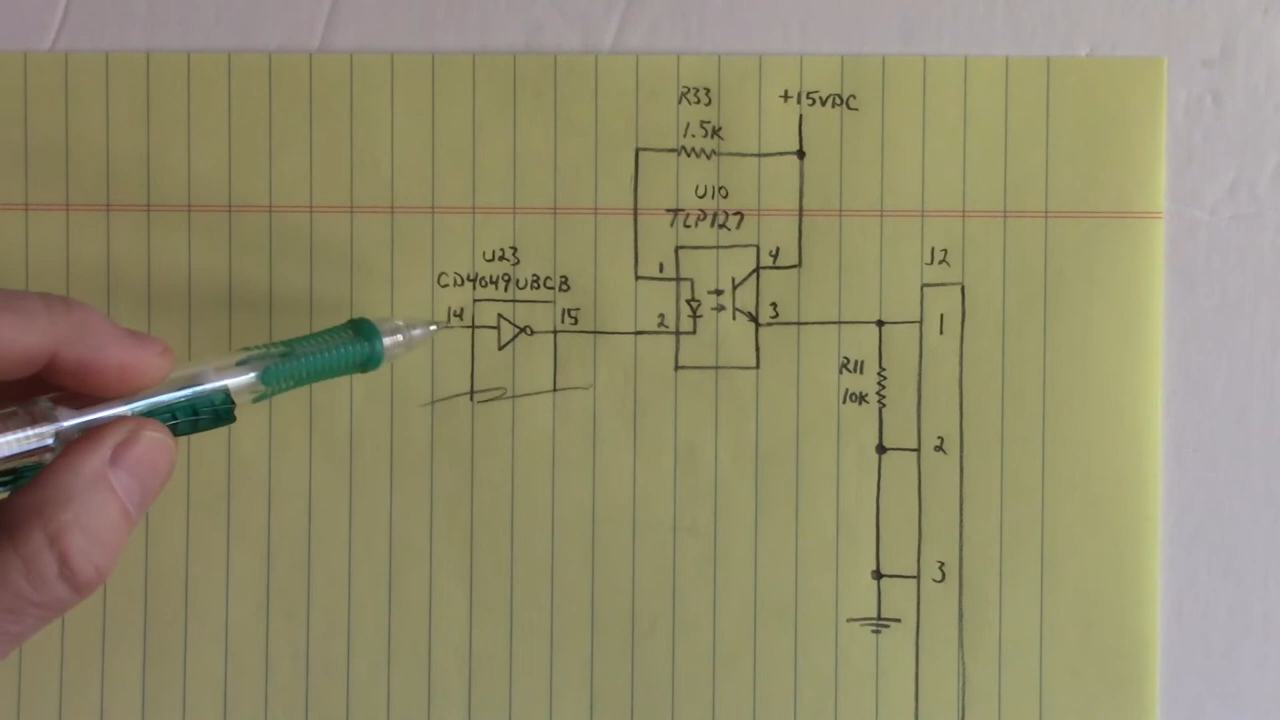 R33
1.5K
+15VDC
U10
TLP127
U23
CD4049UBCB
14
15
1
2
4
3
J2
1
R11
10K
2
3